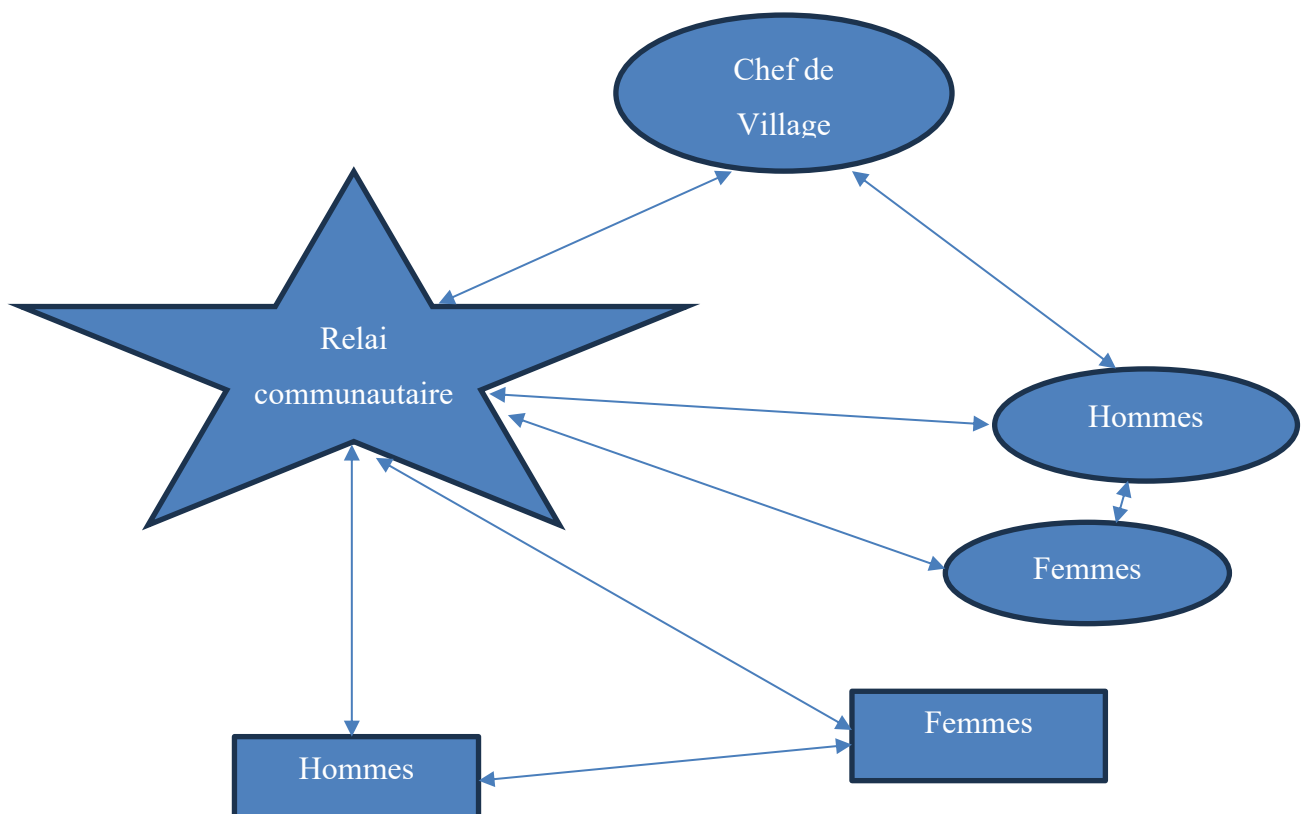 Chef de
Village
Relai
communautaire
Hommes
Femmes
Femmes
Hommes